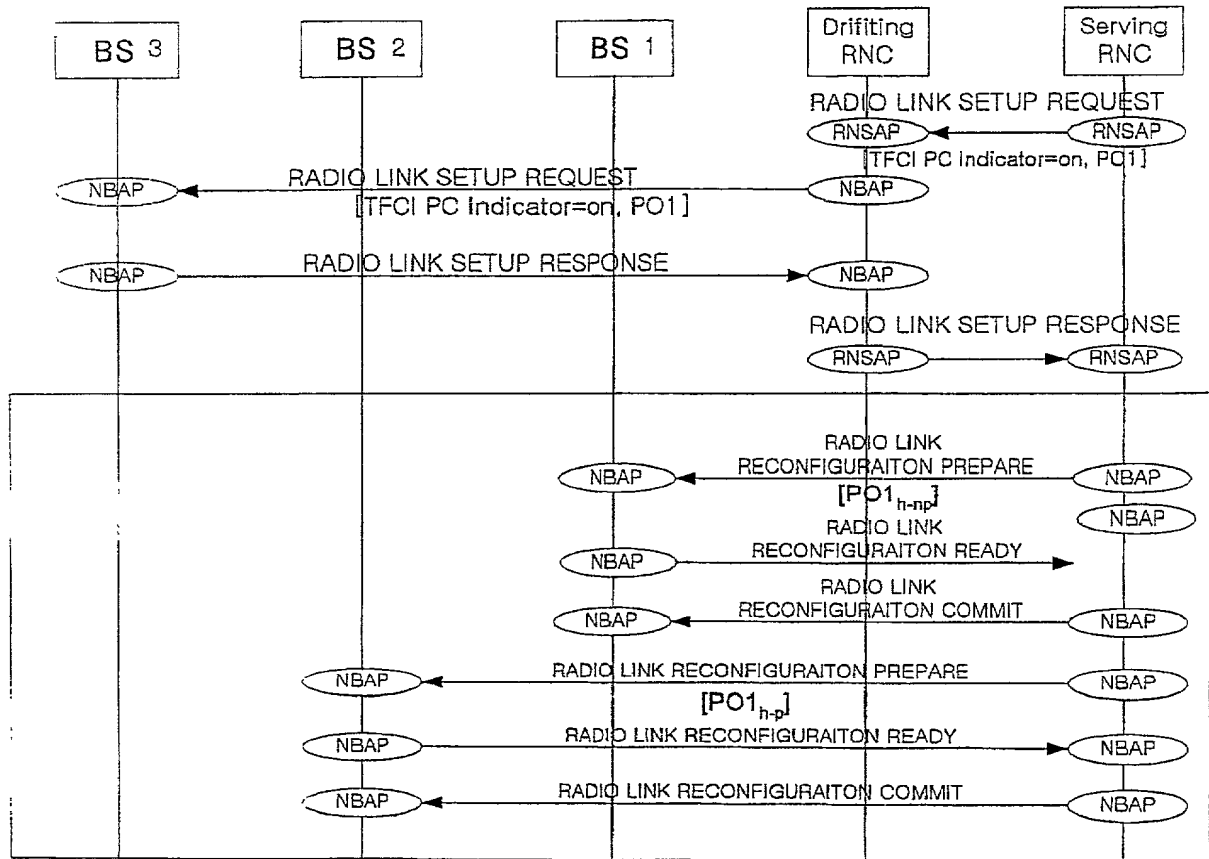 BS 3
BS 2
BS 1
Drifiting
RNC
Serving
RNC
RADIO LINK SETUP REQUEST
RNSAP
RNSAP
[TFCI PC Indicator=on, PO1]
NBAP
RADIO LINK SETUP REQUEST
NBAP
[TFCI PC Indicator=on, PO1]
NBAP
RADIO LINK SETUP RESPONSE
NBAP
RADIO LINK SETUP RESPONSE
RNSAP
RNSAP
RADIO LINK
NBAP
RECONFIGURAITON PREPARE
NBAP
[PO1h-np]
NBAP
RADIO LINK
NBAP
RECONFIGURAITON READY
RADIO LINK
NBAP
RECONFIGURAITON COMMIT
NBAP
NBAP
RADIO LINK RECONFIGURAITON PREPARE
NBAP
[PO1h-p]
NBAP
RADIO LINK RECONFIGURAITON READY
NBAP
NBAP
RADIO LINK RECONFIGURAITON COMMIT
NBAP